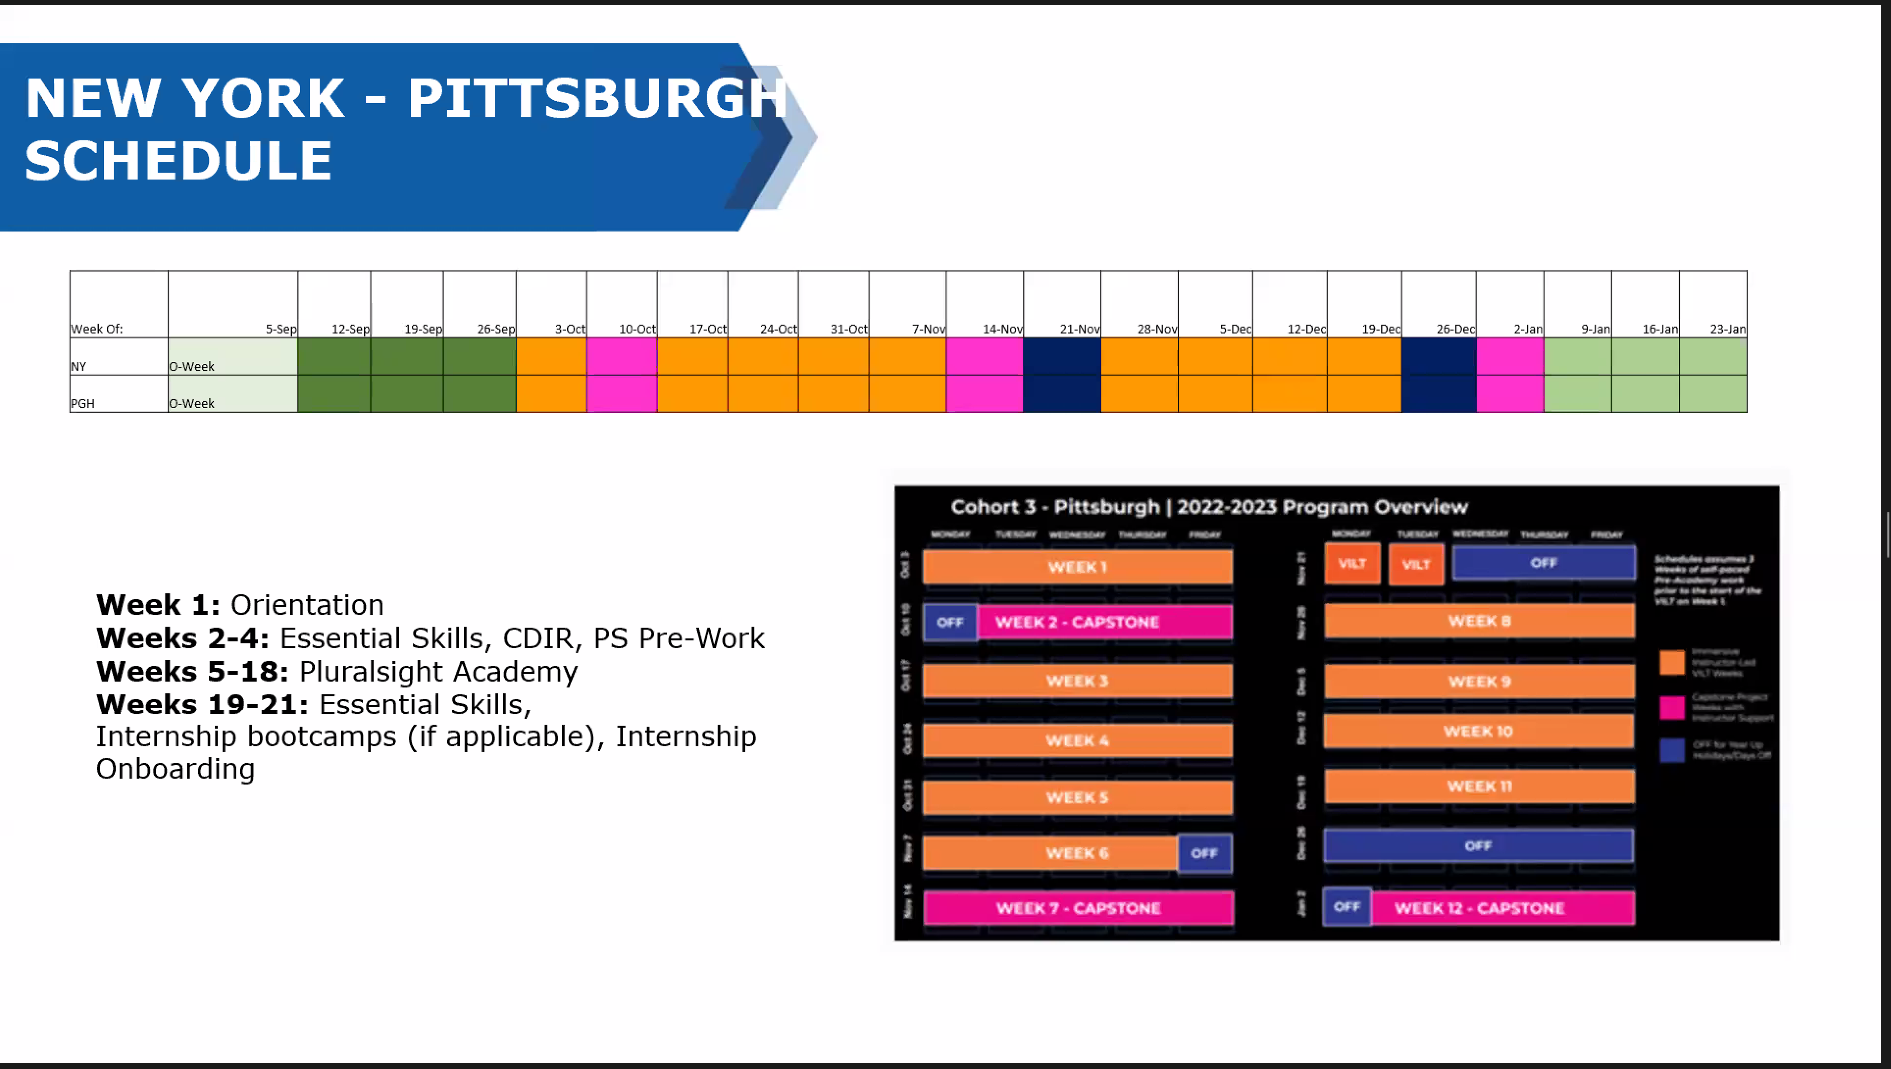 NEW YORK - PITTSBURGH
SCHEDULE
Week Of: 5-Sep 12-Sep 19-Sep 26-Sep 3-Oct 10-Oct 17-Oct 24-Oct 31-Oct 7-Nov 14-Nov 21-Nov 28-Nov 5-Dec 12-Dec 19-Dec 26-Dec 2-Jan 9-Jan 16-Jan 23-Jan
NY O-Week
PGH O-Week
Week 1: Orientation
Weeks 2-4: Essential Skills, CDIR, PS Pre-Work
Weeks 5-18: Pluralsight Academy
Weeks 19-21: Essential Skills,
Internship bootcamps (if applicable), Internship
Onboarding
Cohort 3 - Pittsburgh | 2022-2023 Program Overview
MONDAY TUESDAY WEDNESDAY THURSDAY FRIDAY
Oct 3 WEEK 1
Oct 10 OFF WEEK 2 - CAPSTONE
Oct 17 WEEK 3
Oct 24 WEEK 4
Oct 31 WEEK 5
Nov 7 WEEK 6 OFF
Nov 14 WEEK 7 - CAPSTONE
MONDAY TUESDAY WEDNESDAY THURSDAY FRIDAY
Nov 21 VILT VILT OFF
Nov 28 WEEK 8
Dec 5 WEEK 9
Dec 12 WEEK 10
Dec 19 WEEK 11
Dec 26 OFF
Jan 2 OFF WEEK 12 - CAPSTONE
Schedules assumes 3
Weeks of self-paced
Pre-Academy work
prior to the start of the
VILT on Week 1.
Immersive
Instructor-Led
VILT Weeks
Capstone Project
Weeks with
Instructor Support
OFF for Year Up
Holidays/Days Off